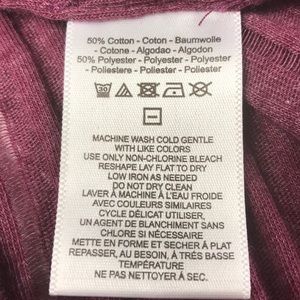 50% Cotton - Coton - Baumwolle
- Cotone - Algodao - Algodon
50% Polyester - Polyester -
Polyester - Poliestere -
Poliester - Poliester
MACHINE WASH COLD GENTLE
WITH LIKE COLORS
USE ONLY NON-CHLORINE BLEACH
RESHAPE LAY FLAT TO DRY
LOW IRON AS NEEDED
DO NOT DRY CLEAN
LAVER À MACHINE À L'EAU FROIDE
AVEC COULEURS SIMILAIRES
CYCLE DÉLICAT UTILISER,
UN AGENT DE BLANCHIMENT SANS
CHLORE SI NÉCESSAIRE
METTE EN FORME ET SECHER À PLAT
REPASSER, AU BESOIN, À TRÈS BASSE
TEMPÉRATURE
NE NETTOYER PAS À SEC.